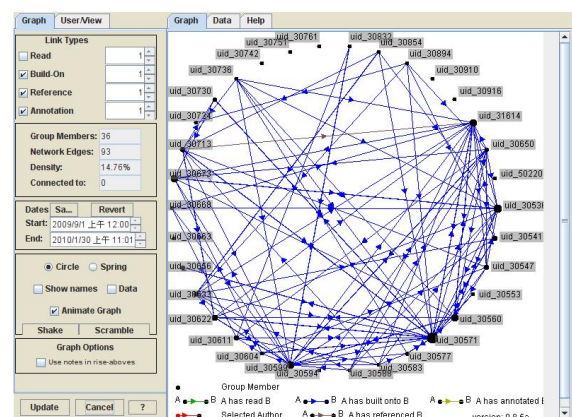 Graph User/View
Link Types
Read 1
Build-On 1
Reference 1
Annotation 1
Group Members: 36
Network Edges: 93
Density: 14.76%
Connected to: 0
Dates Sa... Revert
Start: 2009/9/1 上午 12:00
End: 2010/1/30 上午 11:01
Circle Spring
Show names Data
Animate Graph
Shake Scramble
Graph Options
Use notes in rise-aboves
Update Cancel ?
Graph Data Help
uid_30761
uid_30751
uid_30832
uid_30854
uid_30742
uid_30894
uid_30736
uid_30910
uid_30730
uid_30916
uid_30724
uid_31614
uid_30713
uid_30650
uid_30673
uid_50220
uid_30668
uid_3053
uid_30663
uid_30541
uid_30656
uid_30547
uid_30633
uid_30553
uid_30622
uid_30560
uid_30611
uid_30571
uid_30604
uid_30577
uid_30599
uid_30594
uid_30588
uid_30583
Group Member
A B A has read B A B A has built onto B A B A has annotated
Selected Author A B A has referenced B